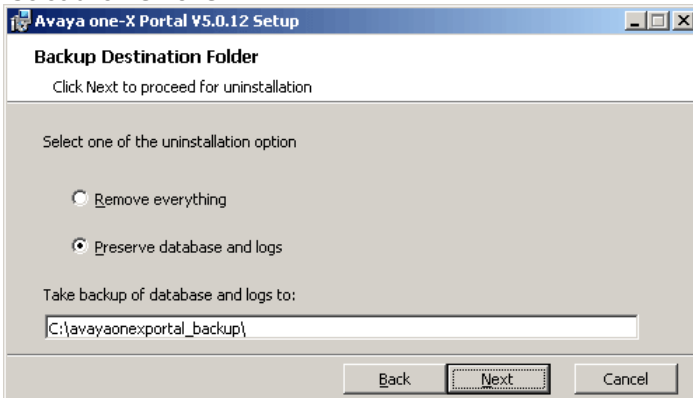 Avaya one-X Portal V5.0.12 Setup
Backup Destination Folder
Click Next to proceed for uninstallation
Select one of the uninstallation option
Remove everything
Preserve database and logs
Take backup of database and logs to:
C:\avayaonexportal_backup\
Back Next Cancel